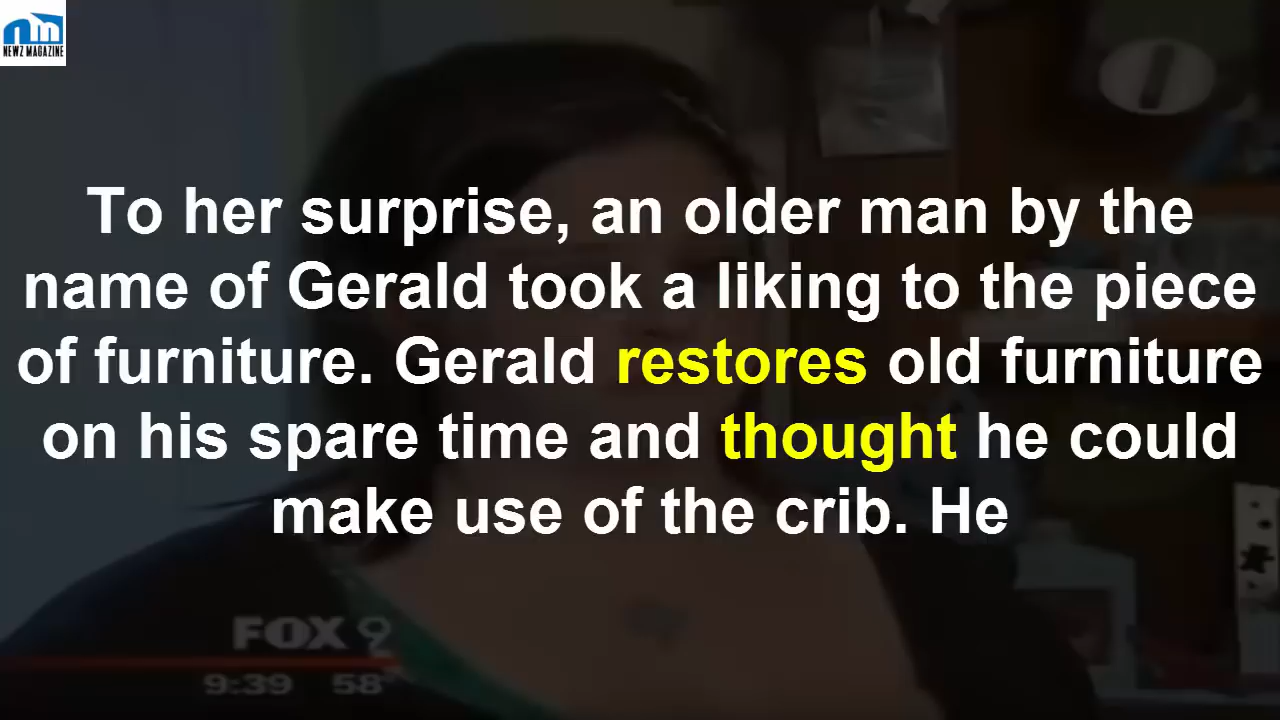 NEWZ MAGAZINE
To her surprise, an older man by the
name of Gerald took a liking to the piece
of furniture. Gerald restores old furniture
on his spare time and thought he could
make use of the crib. He
FOX 9
9:39 58°